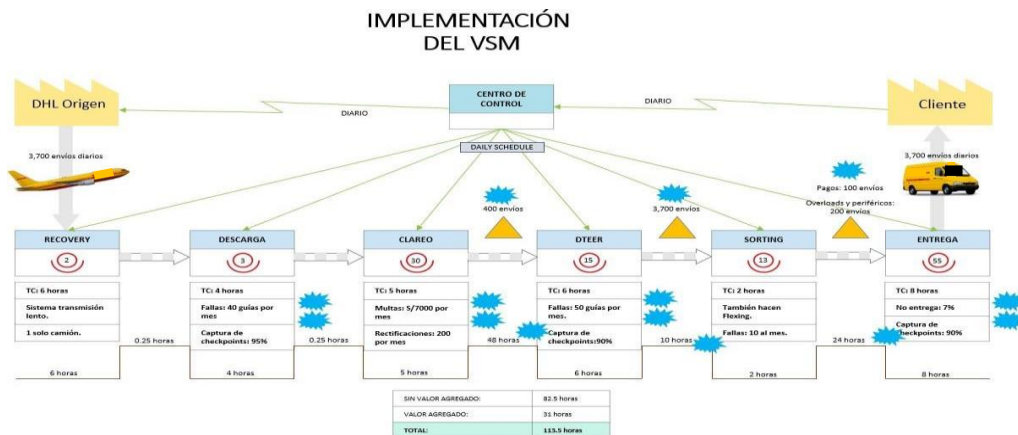 IMPLEMENTACIÓN
DEL VSM
DHL Origen
CENTRO DE
CONTROL
Cliente
DIARIO
DIARIO
DAILY SCHEDULE
3,700 envíos diarios
3,700 envíos diarios
Pagos: 100 envíos
Overloads y periféricos:
200 envíos
400 envíos
3,700 envíos
RECOVERY
2
TC: 6 horas
Sistema transmisión
lento.
1 solo camión.
DESCARGA
3
TC: 4 horas
Fallas: 40 guías por
mes
Captura de
checkpoints: 95%
CLAREO
30
TC: 5 horas
Multas: 5/7000 por
mes
Rectificaciones: 200
por mes
DTEER
15
TC: 6 horas
Fallas: 50 guías por
mes.
Captura de
checkpoints:90%
SORTING
13
TC: 2 horas
También hacen
Flexing.
Fallas: 10 al mes.
ENTREGA
55
TC: 8 horas
No entrega: 7%
Captura de
checkpoints: 90%
0.25 horas
0.25 horas
48 horas
10 horas
24 horas
6 horas
4 horas
5 horas
6 horas
2 horas
8 horas
SIN VALOR AGREGADO: 82.5 horas
VALOR AGREGADO: 31 horas
TOTAL: 113.5 horas